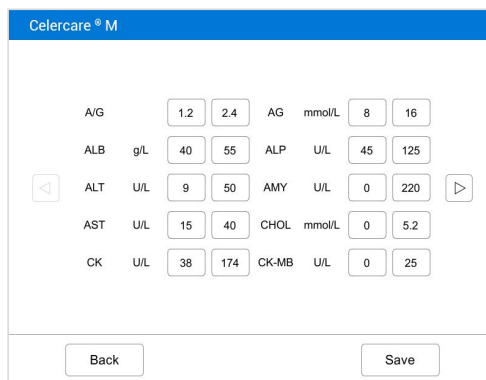 Celercare ® M
A/G 1.2 2.4 AG mmol/L 8 16
ALB g/L 40 55 ALP U/L 45 125
ALT U/L 9 50 AMY U/L 0 220
AST U/L 15 40 CHOL mmol/L 0 5.2
CK U/L 38 174 CK-MB U/L 0 25
Back Save